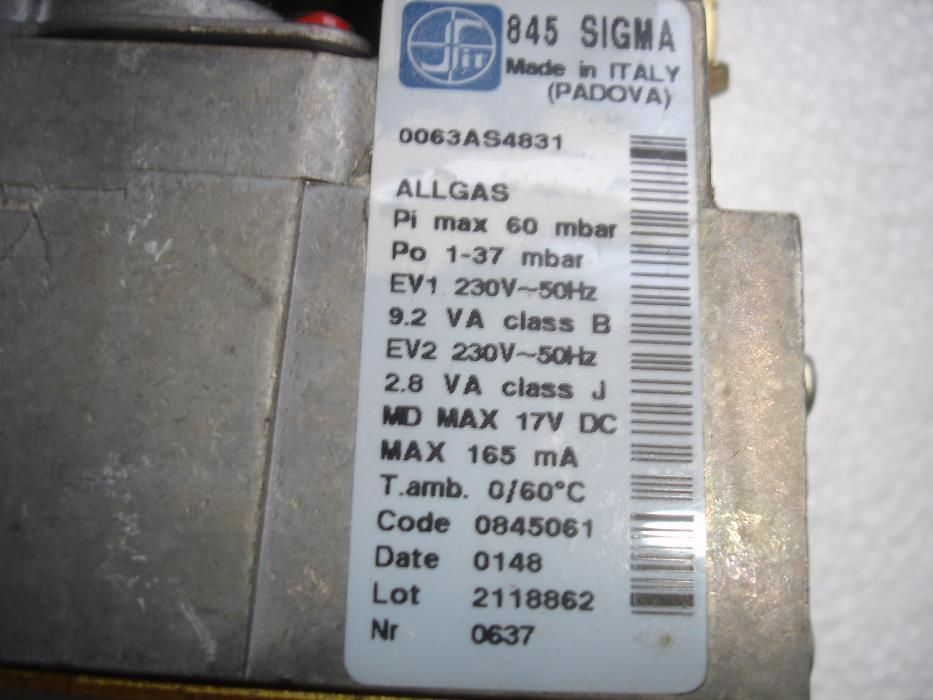 Sit 845 SIGMA
Made in ITALY
(PADOVA)
0063AS4831
ALLGAS
Pi max 60 mbar
Po 1-37 mbar
EV1 230V~50Hz
9.2 VA class B
EV2 230V~50Hz
2.8 VA class J
MD MAX 17V DC
MAX 165 mA
T.amb. 0/60°C
Code 0845061
Date 0148
Lot 2118862
Nr 0637